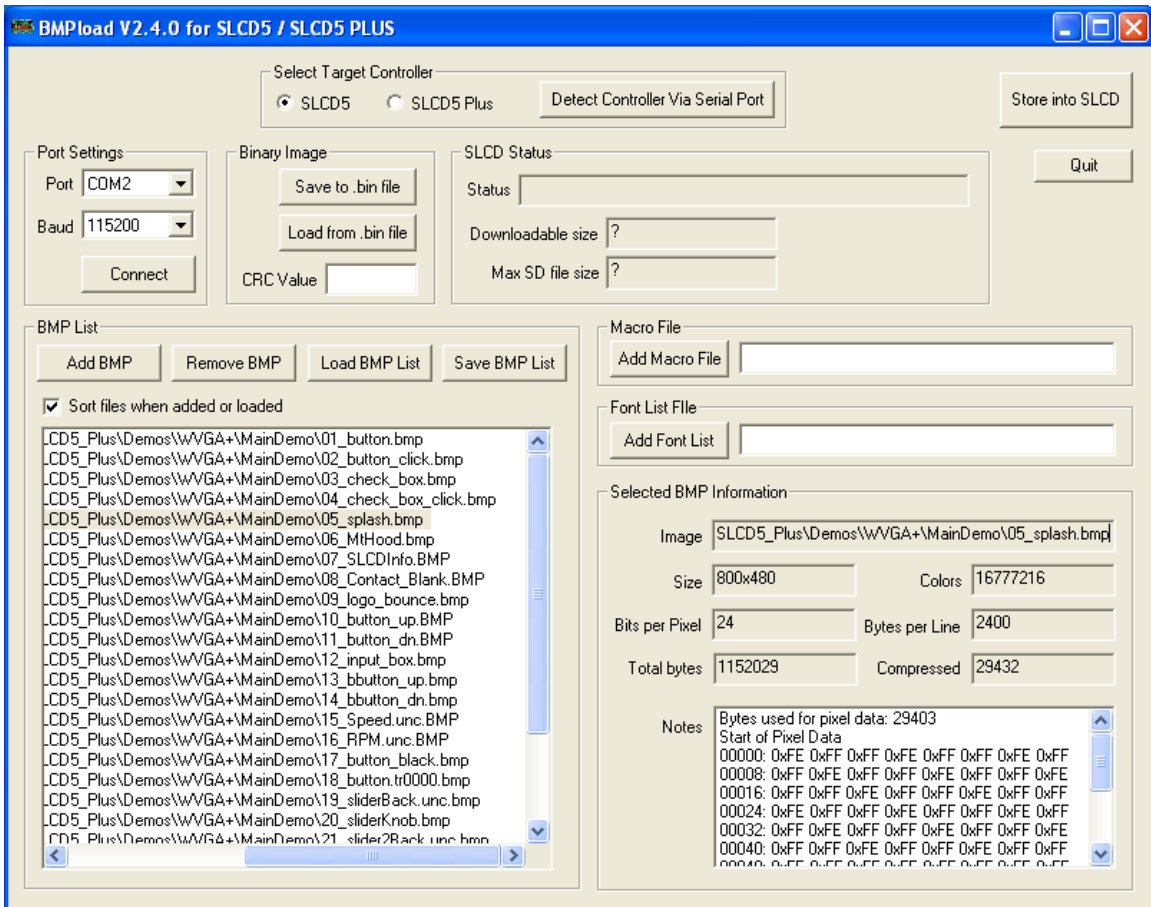 BMPload V2.4.0 for SLCD5 / SLCD5 PLUS
Select Target Controller
SLCD5 SLCD5 Plus Detect Controller Via Serial Port
Store into SLCD
Quit
Port Settings
Port COM2
Baud 115200
Connect
Binary Image
Save to .bin file
Load from .bin file
CRC Value
SLCD Status
Status
Downloadable size ?
Max SD file size ?
BMP List
Add BMP Remove BMP Load BMP List Save BMP List
Sort files when added or loaded
LCD5_Plus\Demos\WVGA+\MainDemo\01_button.bmp
LCD5_Plus\Demos\WVGA+\MainDemo\02_button_click.bmp
LCD5_Plus\Demos\WVGA+\MainDemo\03_check_box.bmp
LCD5_Plus\Demos\WVGA+\MainDemo\04_check_box_click.bmp
LCD5_Plus\Demos\WVGA+\MainDemo\05_splash.bmp
LCD5_Plus\Demos\WVGA+\MainDemo\06_MtHood.bmp
LCD5_Plus\Demos\WVGA+\MainDemo\07_SLCDInfo.BMP
LCD5_Plus\Demos\WVGA+\MainDemo\08_Contact_Blank.BMP
LCD5_Plus\Demos\WVGA+\MainDemo\09_logo_bounce.bmp
LCD5_Plus\Demos\WVGA+\MainDemo\10_button_up.BMP
LCD5_Plus\Demos\WVGA+\MainDemo\11_button_dn.BMP
LCD5_Plus\Demos\WVGA+\MainDemo\12_input_box.bmp
LCD5_Plus\Demos\WVGA+\MainDemo\13_bbutton_up.bmp
LCD5_Plus\Demos\WVGA+\MainDemo\14_bbutton_dn.bmp
LCD5_Plus\Demos\WVGA+\MainDemo\15_Speed.unc.BMP
LCD5_Plus\Demos\WVGA+\MainDemo\16_RPM.unc.BMP
LCD5_Plus\Demos\WVGA+\MainDemo\17_button_black.bmp
LCD5_Plus\Demos\WVGA+\MainDemo\18_button.tr0000.bmp
LCD5_Plus\Demos\WVGA+\MainDemo\19_sliderBack.unc.bmp
LCD5_Plus\Demos\WVGA+\MainDemo\20_sliderKnob.bmp
LCD5_Plus\Demos\WVGA+\MainDemo\21_slider2Back.unc.bmp
Macro File
Add Macro File
Font List FIle
Add Font List
Selected BMP Information
Image SLCD5_Plus\Demos\WVGA+\MainDemo\05_splash.bmp
Size 800x480 Colors 16777216
Bits per Pixel 24 Bytes per Line 2400
Total bytes 1152029 Compressed 29432
Notes
Bytes used for pixel data: 29403
Start of Pixel Data
00000: 0xFE 0xFF 0xFF 0xFE 0xFF 0xFF 0xFE 0xFF
00008: 0xFF 0xFE 0xFF 0xFF 0xFE 0xFF 0xFF 0xFE
00016: 0xFF 0xFF 0xFE 0xFF 0xFF 0xFE 0xFF 0xFF
00024: 0xFE 0xFF 0xFF 0xFE 0xFF 0xFF 0xFE 0xFF
00032: 0xFF 0xFE 0xFF 0xFF 0xFE 0xFF 0xFF 0xFE
00040: 0xFF 0xFF 0xFE 0xFF 0xFF 0xFE 0xFF 0xFF